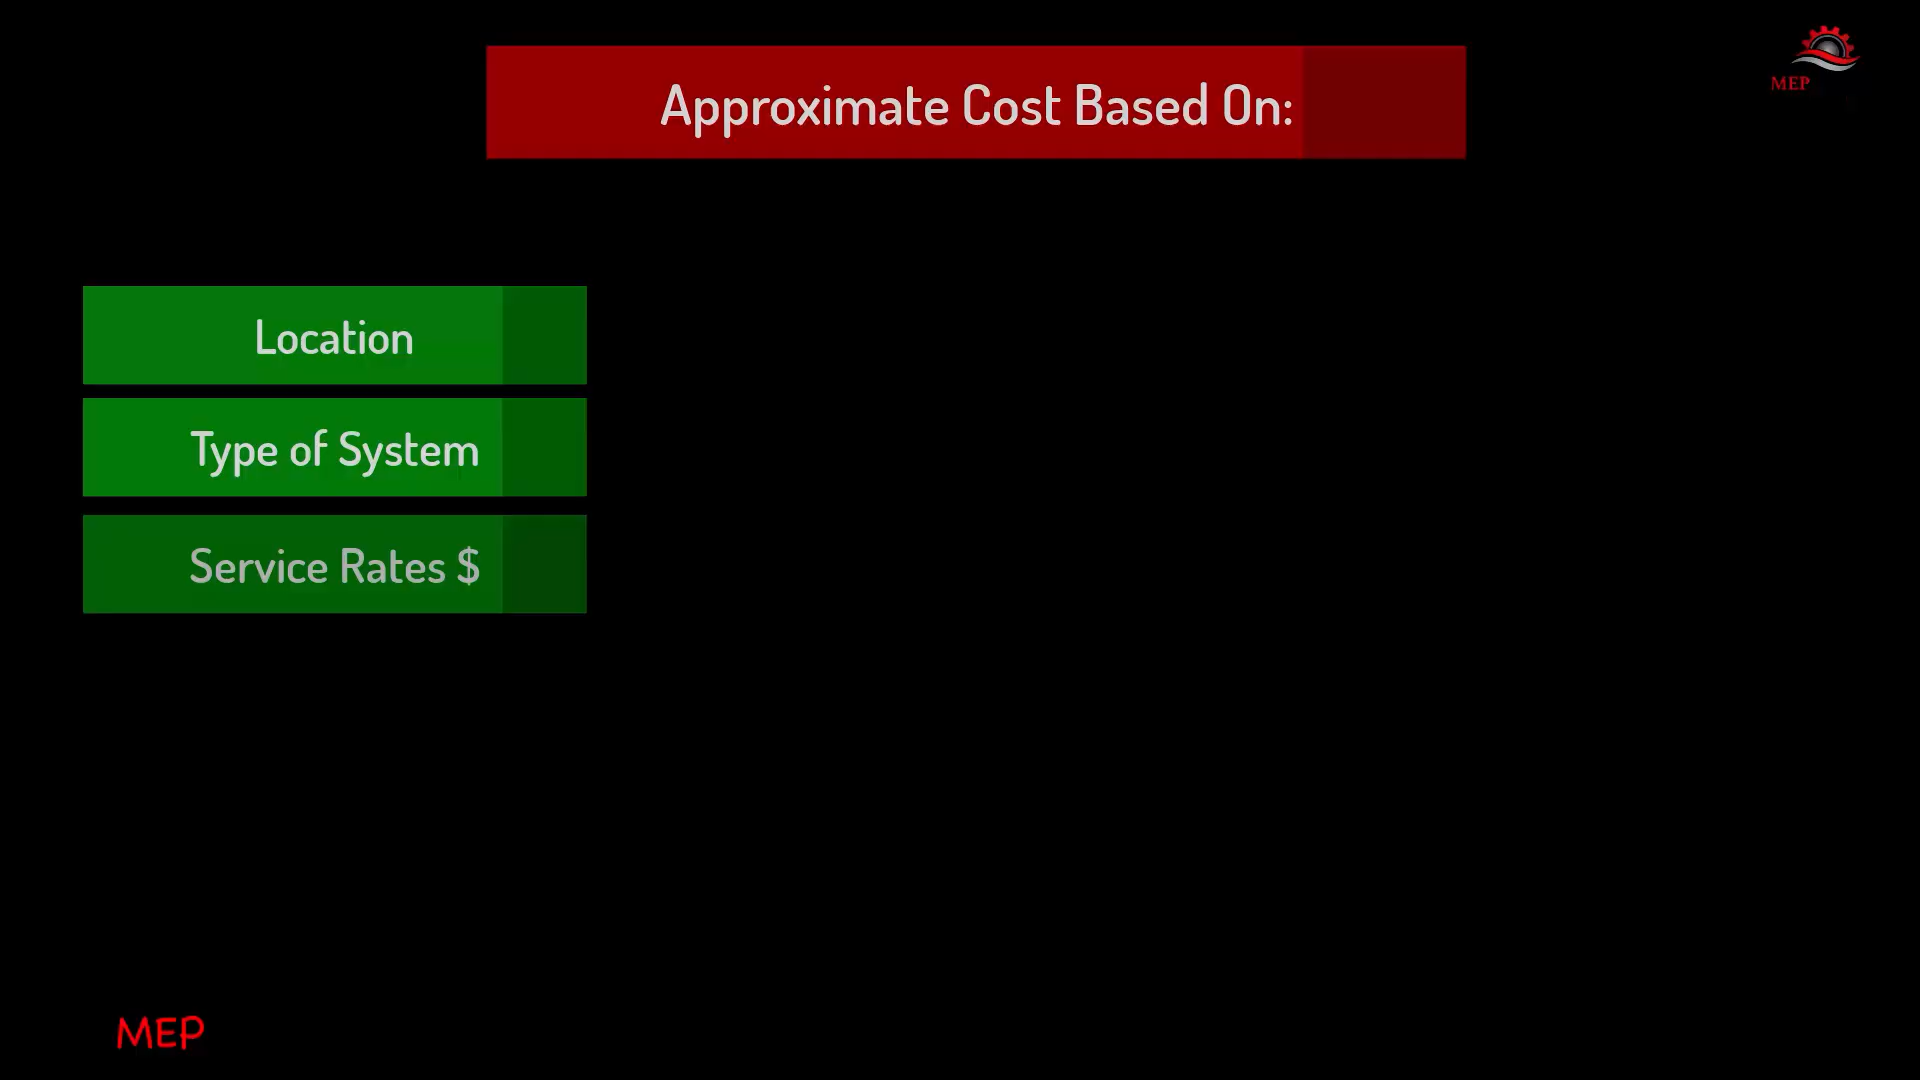 Approximate Cost Based On:
MEP
Location
Type of System
Service Rates $
MEP